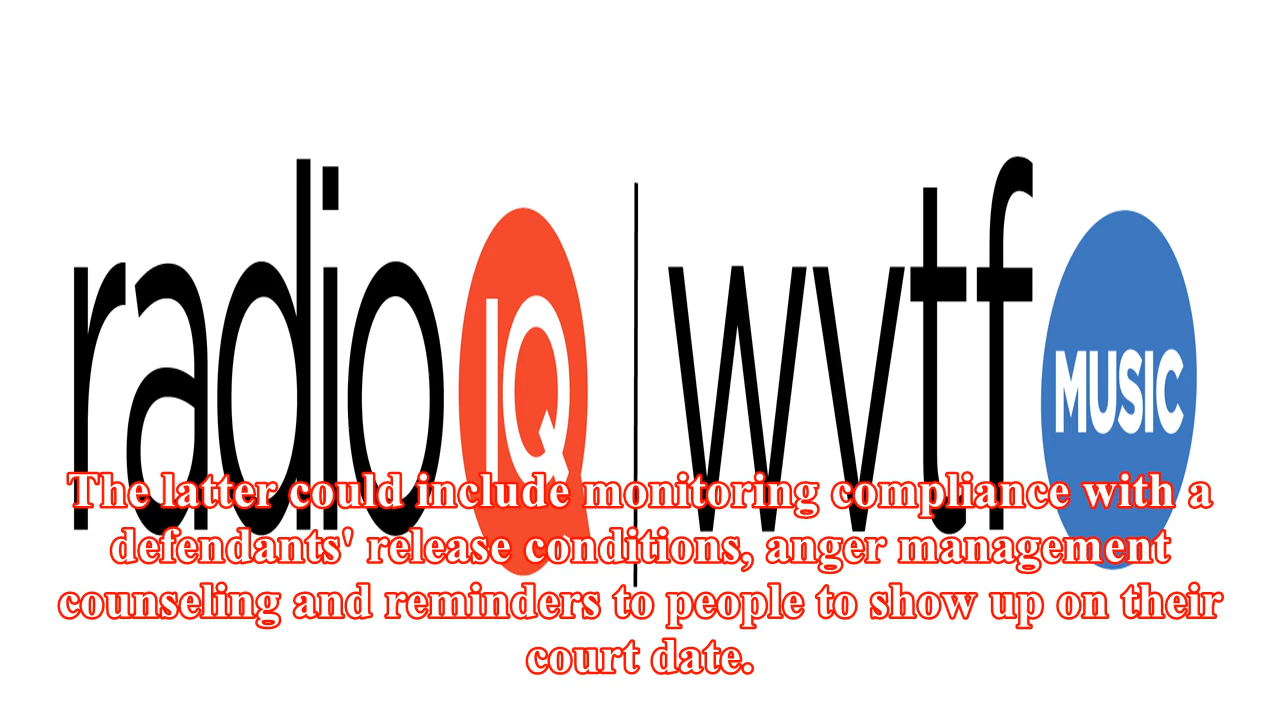 radio IQ | wvtf MUSIC
The latter could include monitoring compliance with a
defendants' release conditions, anger management
counseling and reminders to people to show up on their
court date.